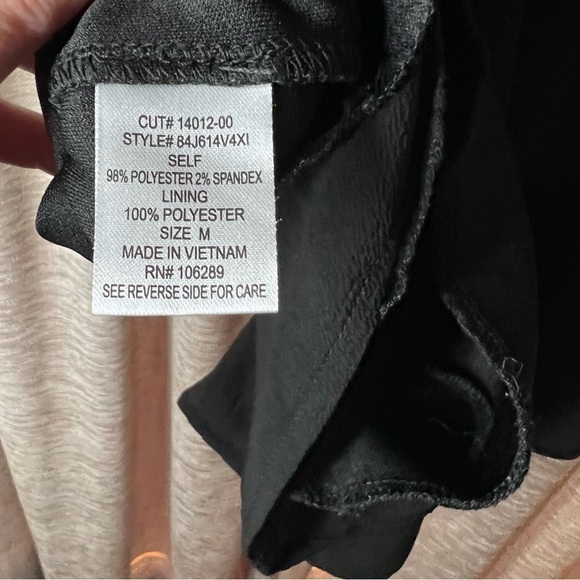 CUT# 14012-00
STYLE# 84J614V4XI
SELF
98% POLYESTER 2% SPANDEX
LINING
100% POLYESTER
SIZE M
MADE IN VIETNAM
RN# 106289
SEE REVERSE SIDE FOR CARE